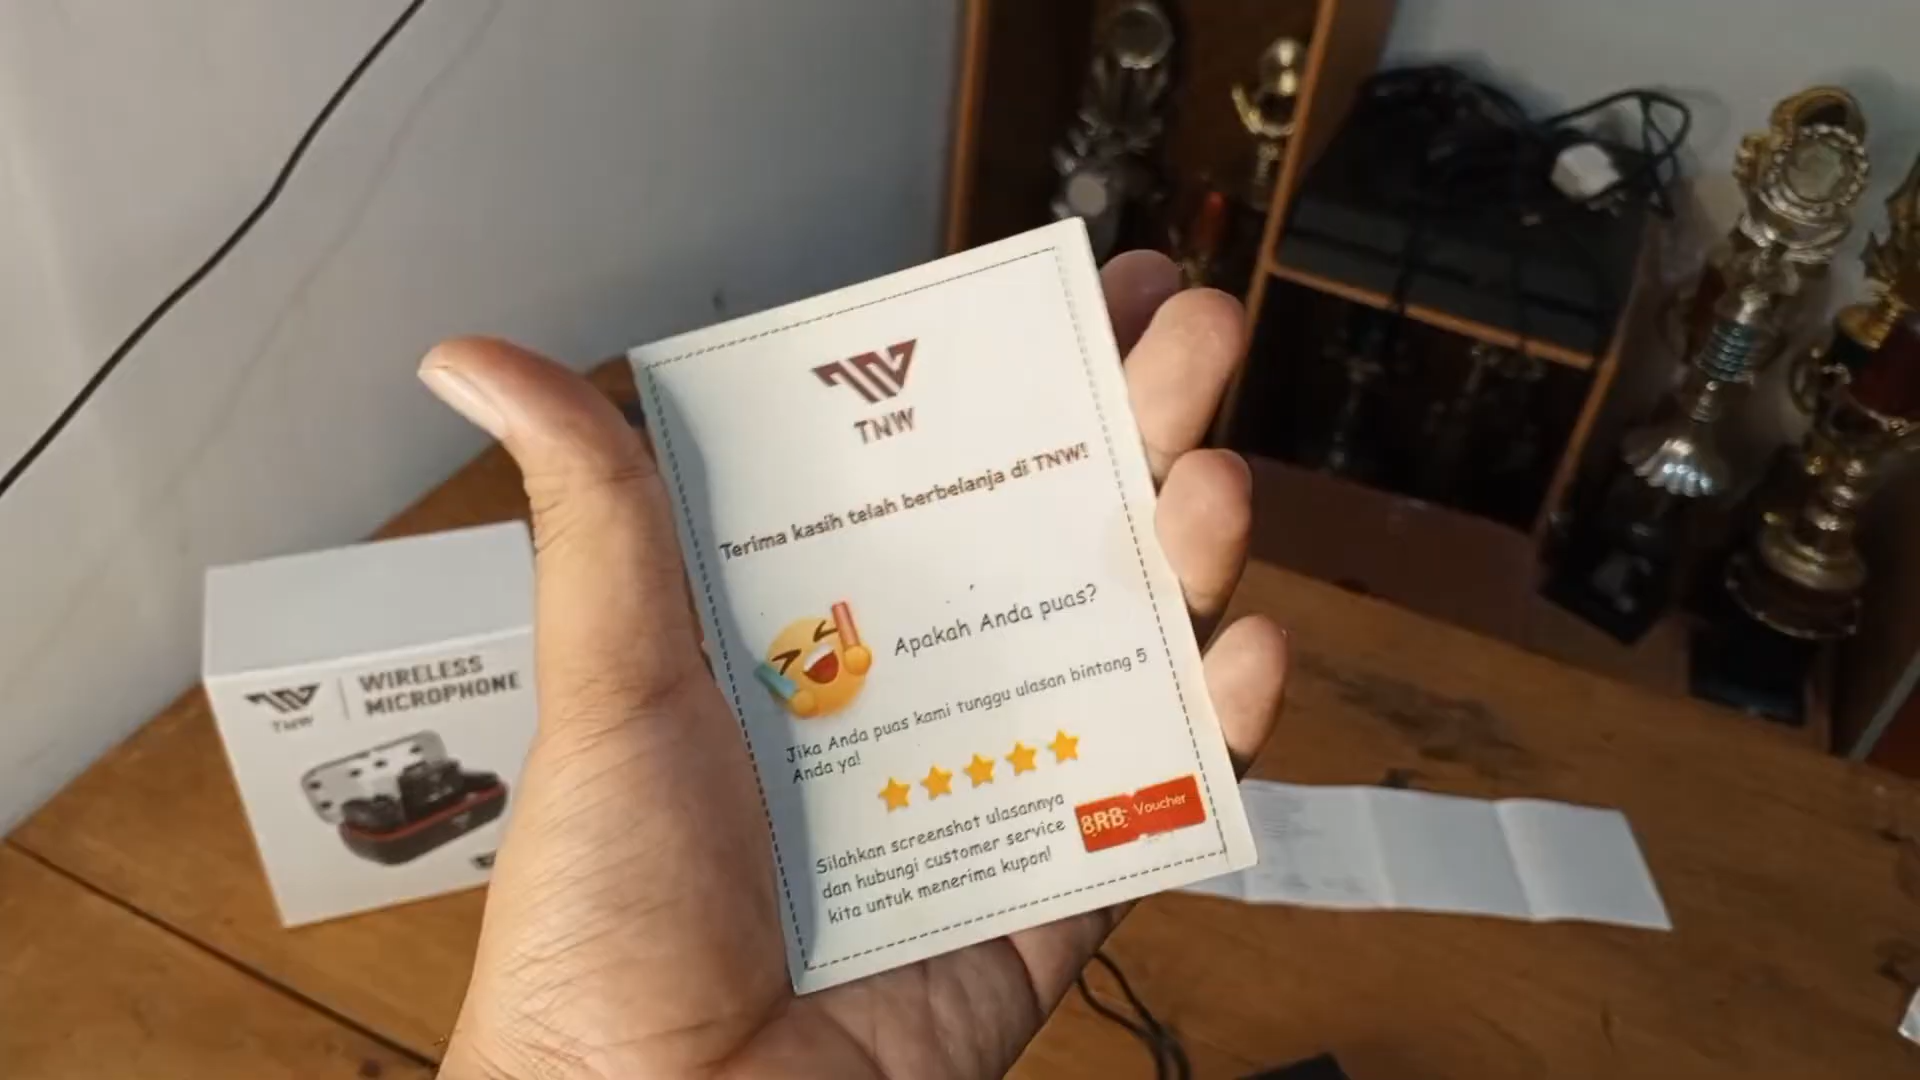 TNW
Terima kasih telah berbelanja di TNW!
Apakah Anda puas?
Jika Anda puas kami tunggu ulasan bintang 5
Anda ya!
Silahkan screenshot ulasannya
dan hubungi customer service
kita untuk menerima kupon!
8RB Voucher
TNW
WIRELESS
MICROPHONE